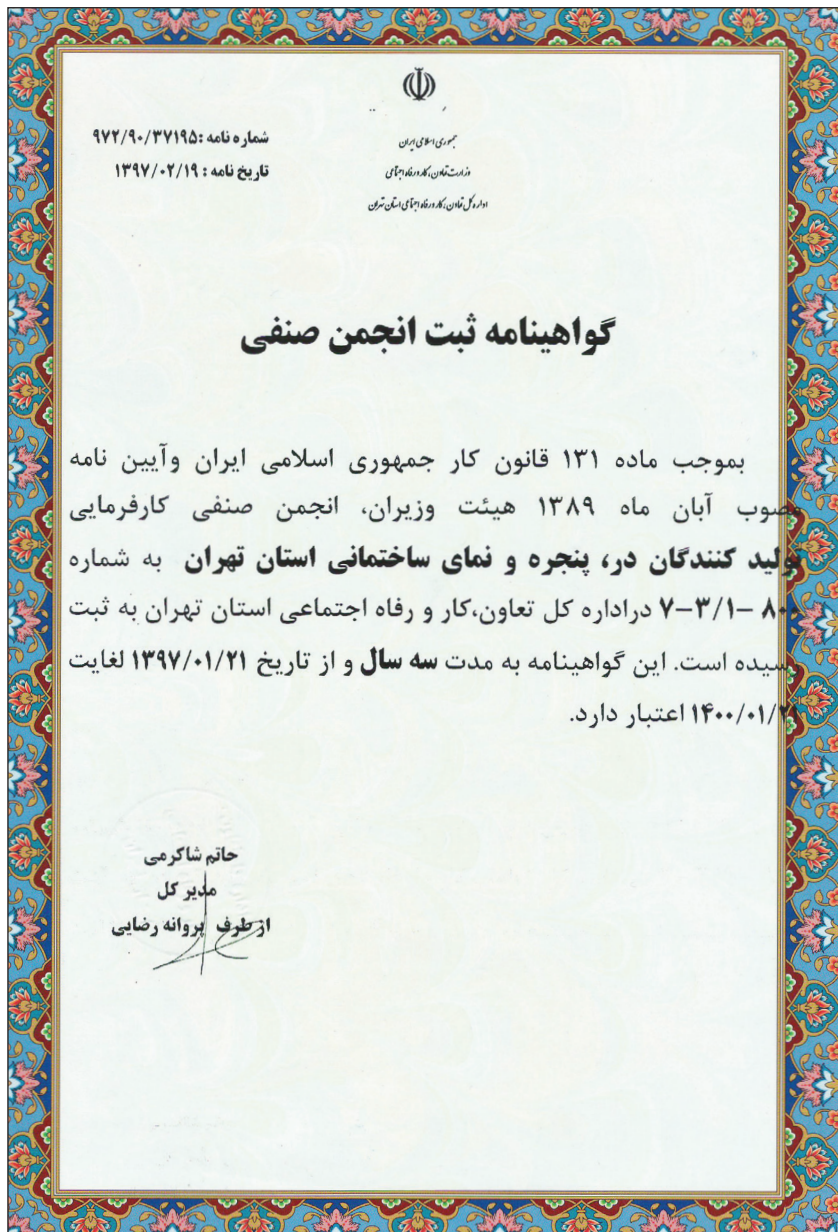 جمهوری اسلامی ایران
وزارت تعاون، کار و رفاه اجتماعی
اداره کل تعاون، کار و رفاه اجتماعی استان تهران
شماره نامه :۹۷۲/۹۰/۳۷۱۹۵
تاریخ نامه : ۱۳۹۷/۰۲/۱۹
گواهینامه ثبت انجمن صنفی
بموجب ماده ۱۳۱ قانون کار جمهوری اسلامی ایران وآیین نامه
مصوب آبان ماه ۱۳۸۹ هیئت وزیران، انجمن صنفی کارفرمایی
تولید کنندگان در، پنجره و نمای ساختمانی استان تهران به شماره
۸۰۰ –۷–۳/۱ دراداره کل تعاون،کار و رفاه اجتماعی استان تهران به ثبت
رسیده است. این گواهینامه به مدت سه سال و از تاریخ ۱۳۹۷/۰۱/۲۱ لغایت
۱۴۰۰/۰۱/۲۱ اعتبار دارد.
حاتم شاکرمی
مدیر کل
از طرف پروانه رضایی